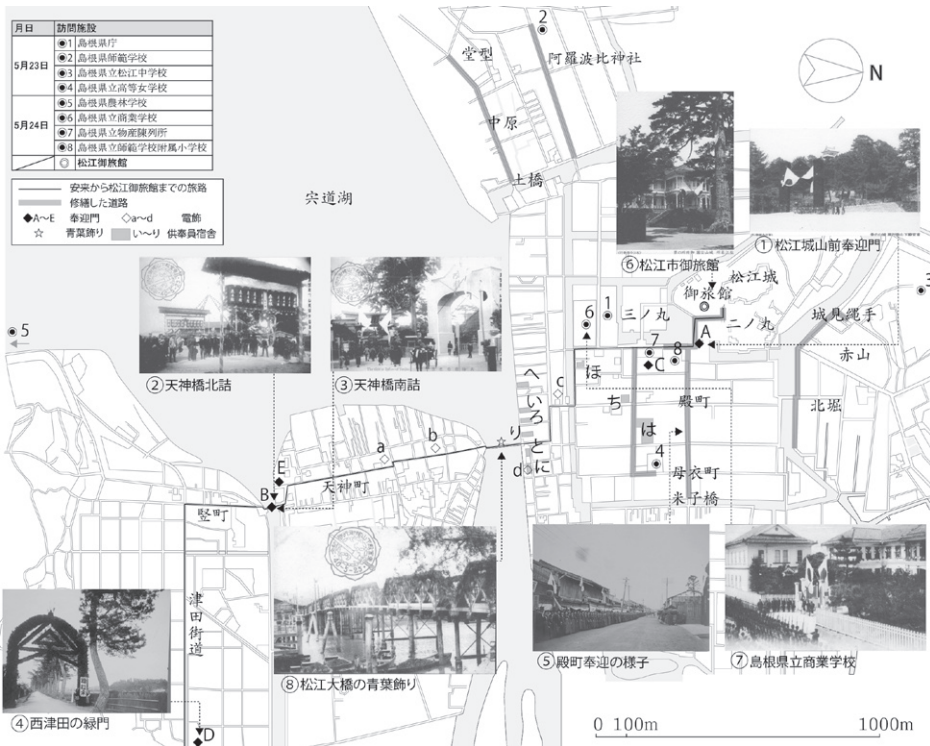 月日 訪問施設
5月23日
◉1 島根県庁
◉2 島根県師範学校
◉3 島根県立松江中学校
◉4 島根県立高等女学校
5月24日
◉5 島根県農林学校
◉6 島根県立商業学校
◉7 島根県立物産陳列所
◉8 島根県立師範学校附属小学校
◎ 松江御旅館
安来から松江御旅館までの旅路
修繕した道路
◆A～E 奉迎門 ◇a～d 電飾
☆ 青葉飾り い～り 供奉員宿舎
宍道湖
2
堂型
阿羅波比神社
中原
土橋
N
⑥松江市御旅館
①松江城山前奉迎門
松江城
御旅館
3
三ノ丸
二ノ丸
城見縄手
赤山
北堀
6
1
7
8
A
C
5
②天神橋北詰
③天神橋南詰
へ
い
ろ
と
に
り
ほ
ち
は
c
d
殿町
4
母衣町
米子橋
a
b
E
B
天神町
竪町
津田街道
④西津田の緑門
D
⑧松江大橋の青葉飾り
⑤殿町奉迎の様子
⑦島根県立商業学校
0 100m 1000m